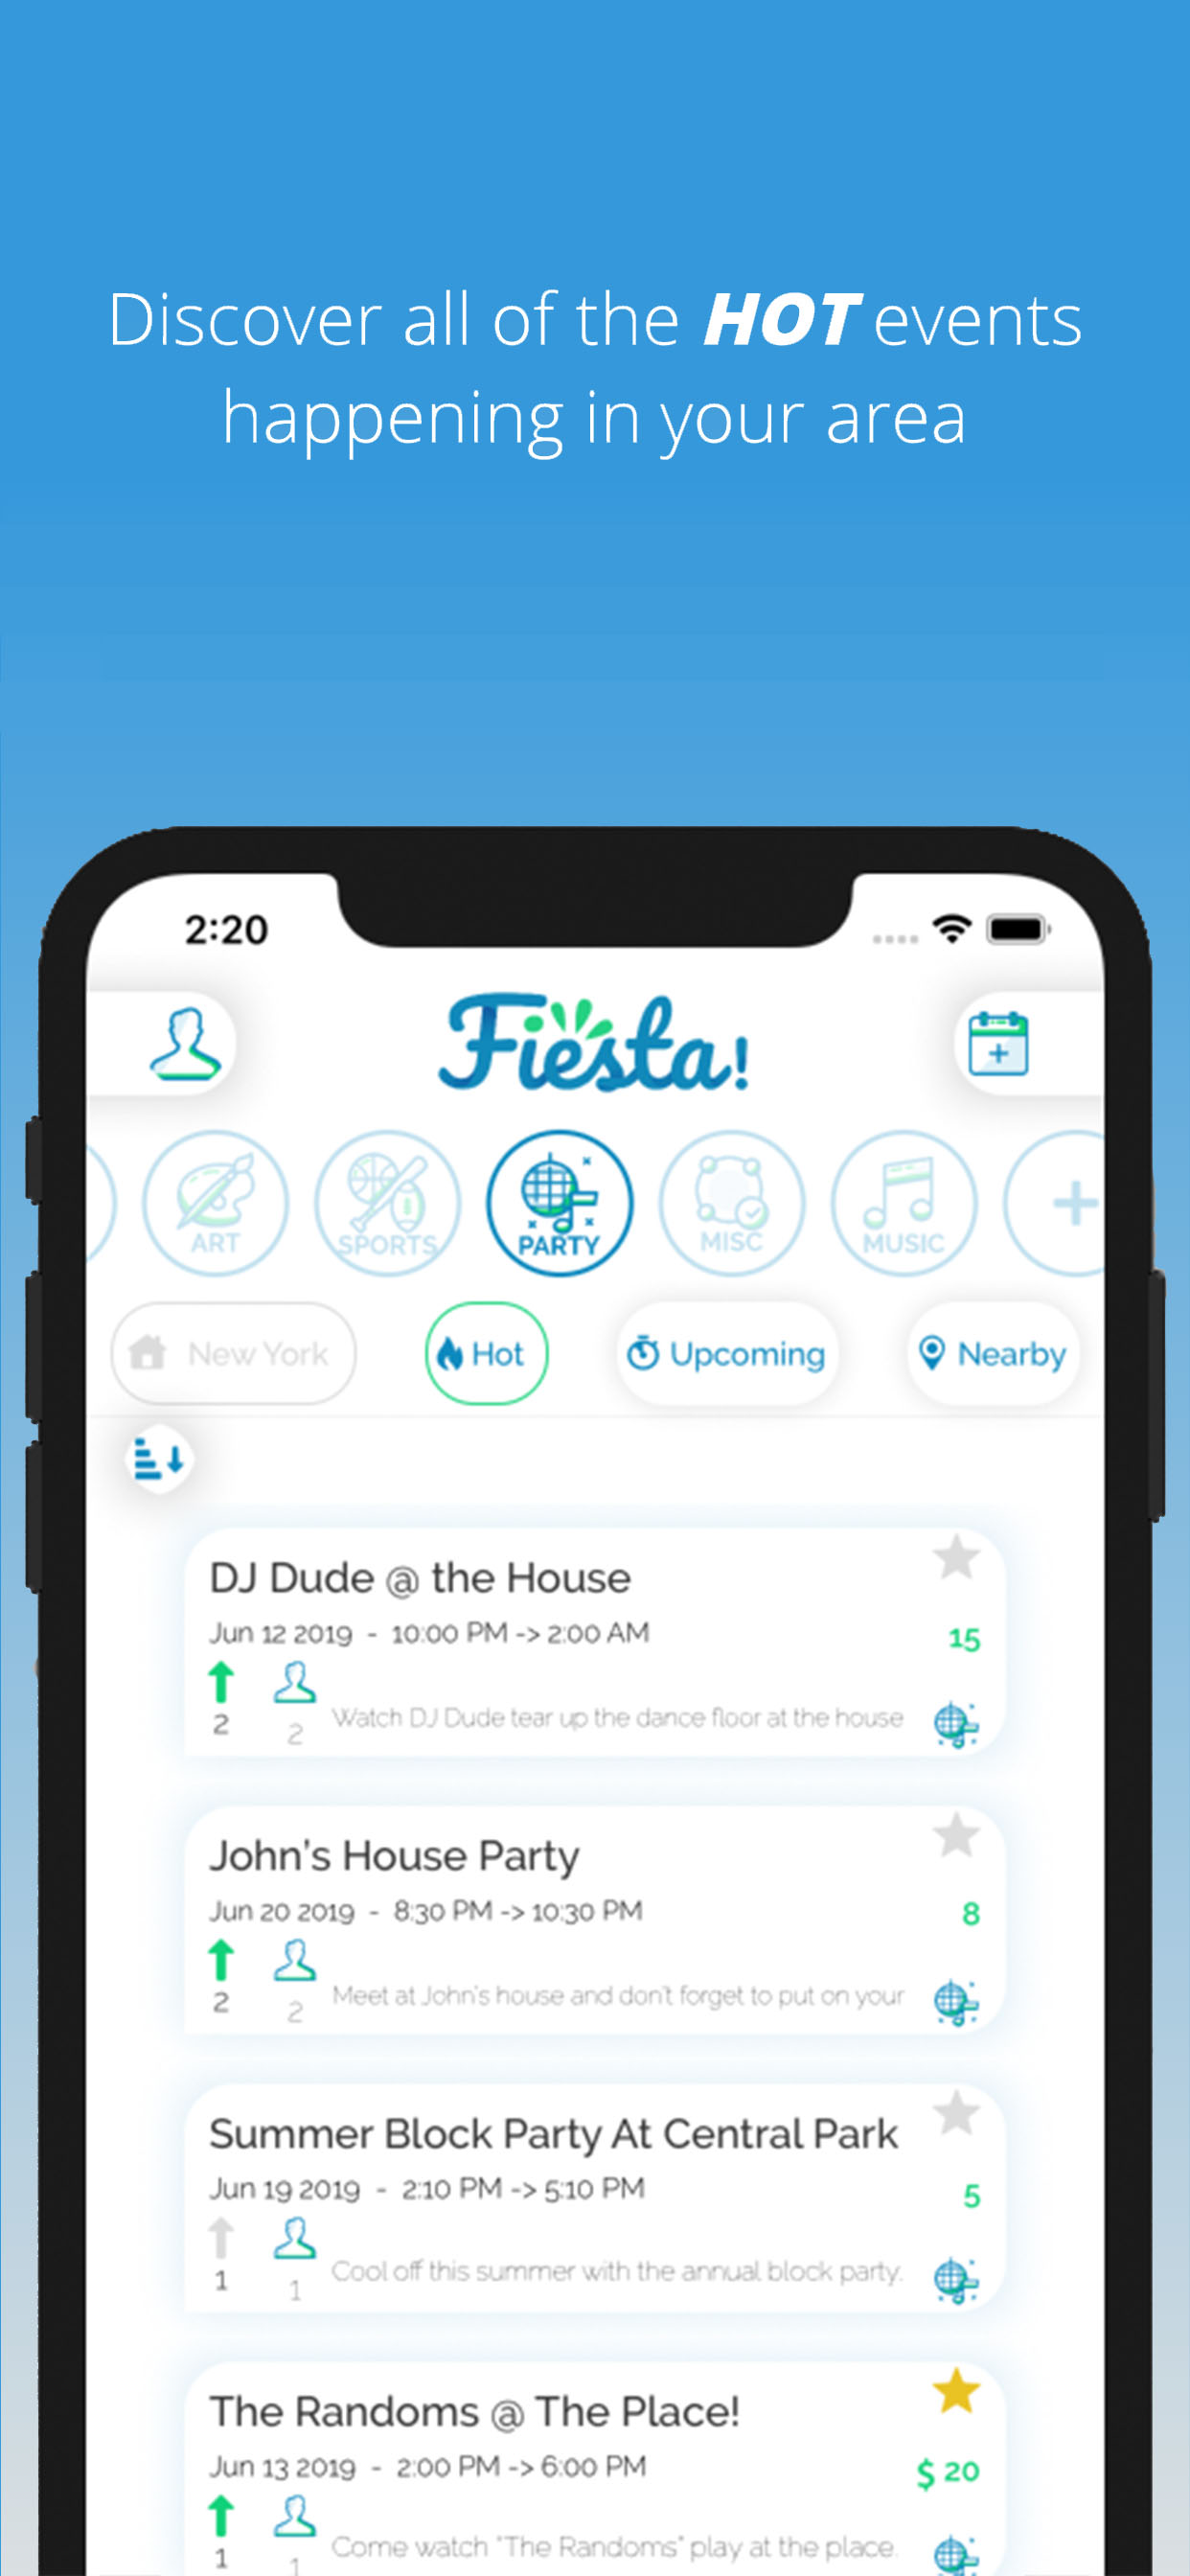 Discover all of the HOT events
happening in your area
2:20
Fiesta!
ART
SPORTS
PARTY
MISC
MUSIC
New York
Hot
Upcoming
Nearby
DJ Dude @ the House
Jun 12 2019 - 10:00 PM -> 2:00 AM
15
2
2
Watch DJ Dude tear up the dance floor at the house
John's House Party
Jun 20 2019 - 8:30 PM -> 10:30 PM
8
2
2
Meet at John's house and don't forget to put on your
Summer Block Party At Central Park
Jun 19 2019 - 2:10 PM -> 5:10 PM
5
1
1
Cool off this summer with the annual block party.
The Randoms @ The Place!
Jun 13 2019 - 2:00 PM -> 6:00 PM
$ 20
1
1
Come watch "The Randoms" play at the place.